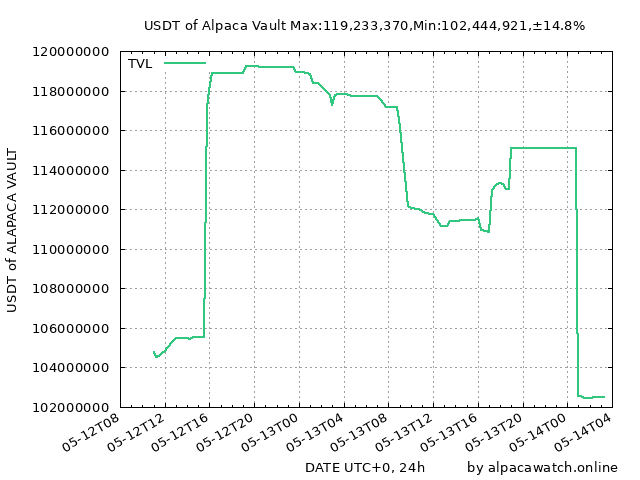 USDT of Alpaca Vault Max:119,233,370,Min:102,444,921,±14.8%
TVL
120000000
118000000
116000000
114000000
112000000
110000000
108000000
106000000
104000000
102000000
USDT of ALAPACA VAULT
05-12T08
05-12T12
05-12T16
05-12T20
05-13T00
05-13T04
05-13T08
05-13T12
05-13T16
05-13T20
05-14T00
05-14T04
DATE UTC+0, 24h
by alpacawatch.online